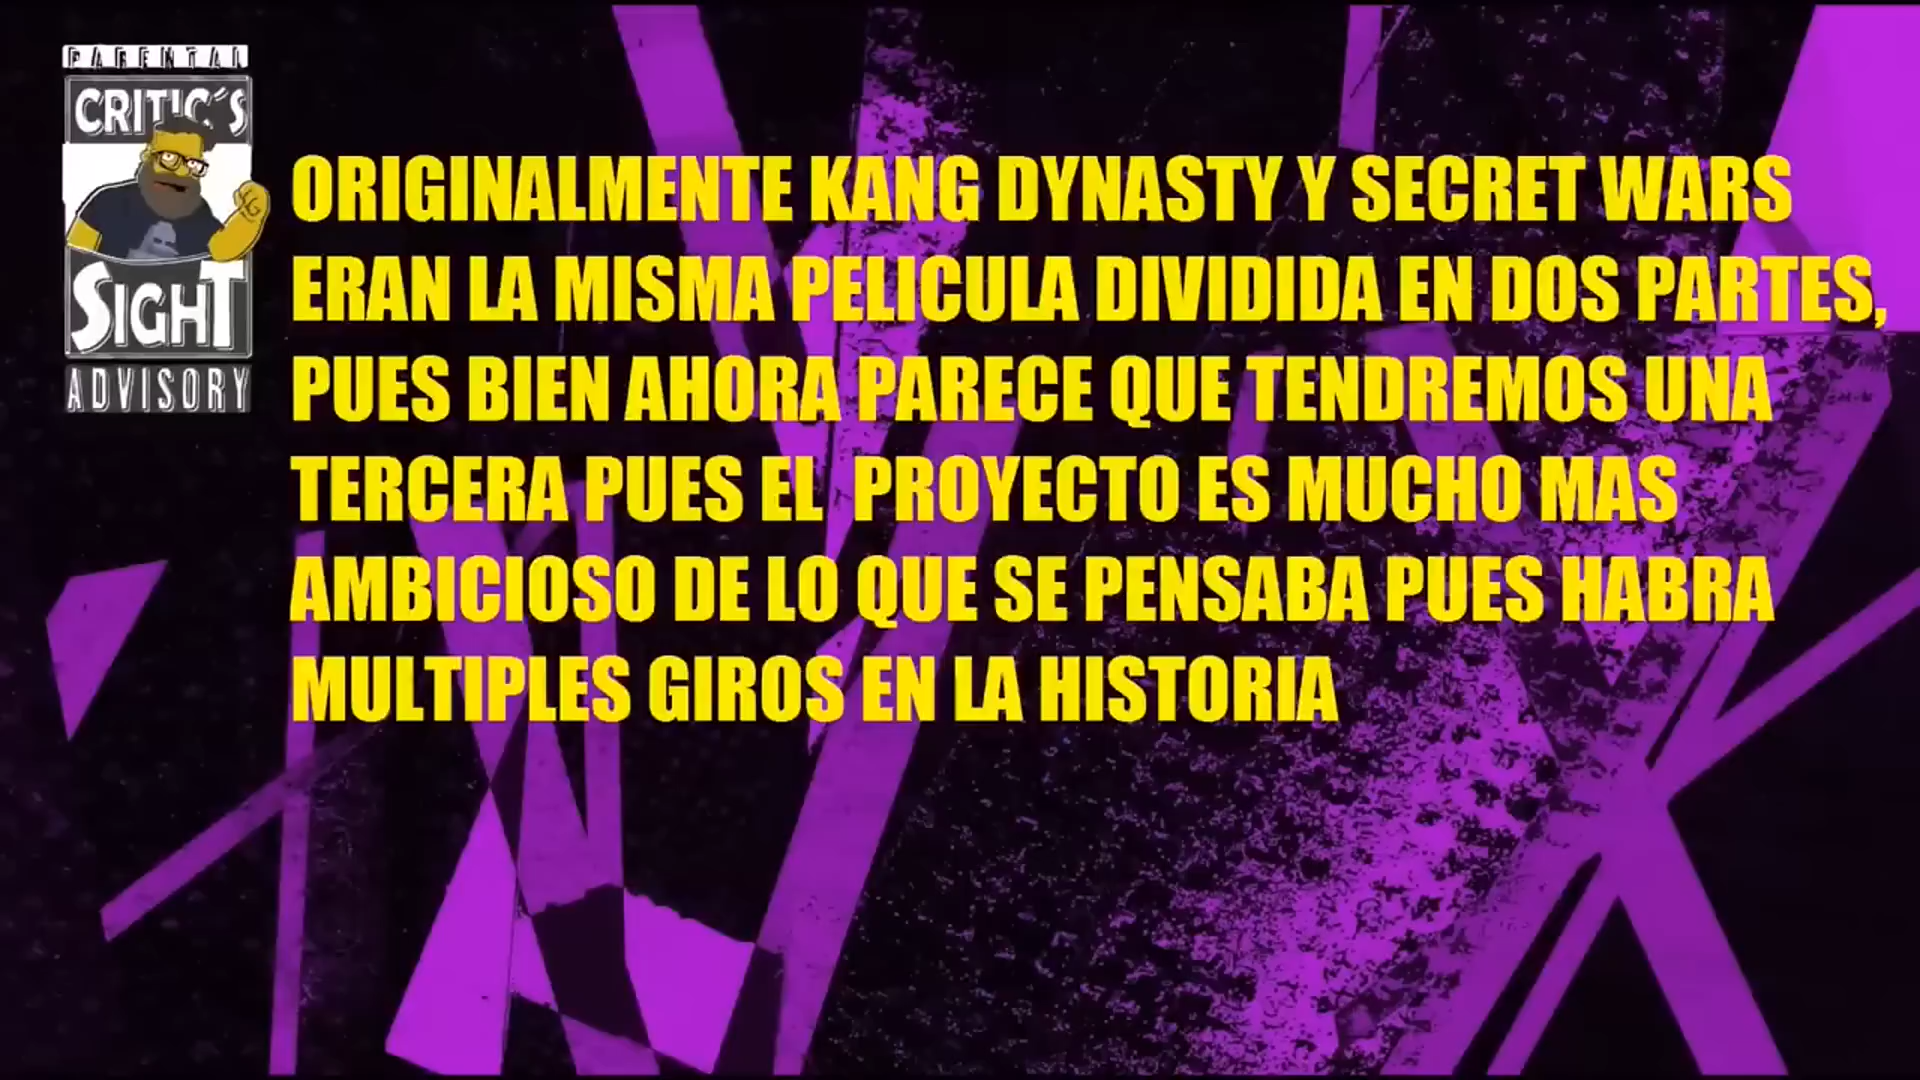 PARENTAL
CRITIC´S
SIGHT
ADVISORY
ORIGINALMENTE KANG DYNASTY Y SECRET WARS
ERAN LA MISMA PELICULA DIVIDIDA EN DOS PARTES,
PUES BIEN AHORA PARECE QUE TENDREMOS UNA
TERCERA PUES EL PROYECTO ES MUCHO MAS
AMBICIOSO DE LO QUE SE PENSABA PUES HABRA
MULTIPLES GIROS EN LA HISTORIA